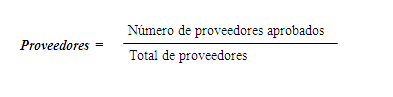 Número de proveedores aprobados
Proveedores =
Total de proveedores